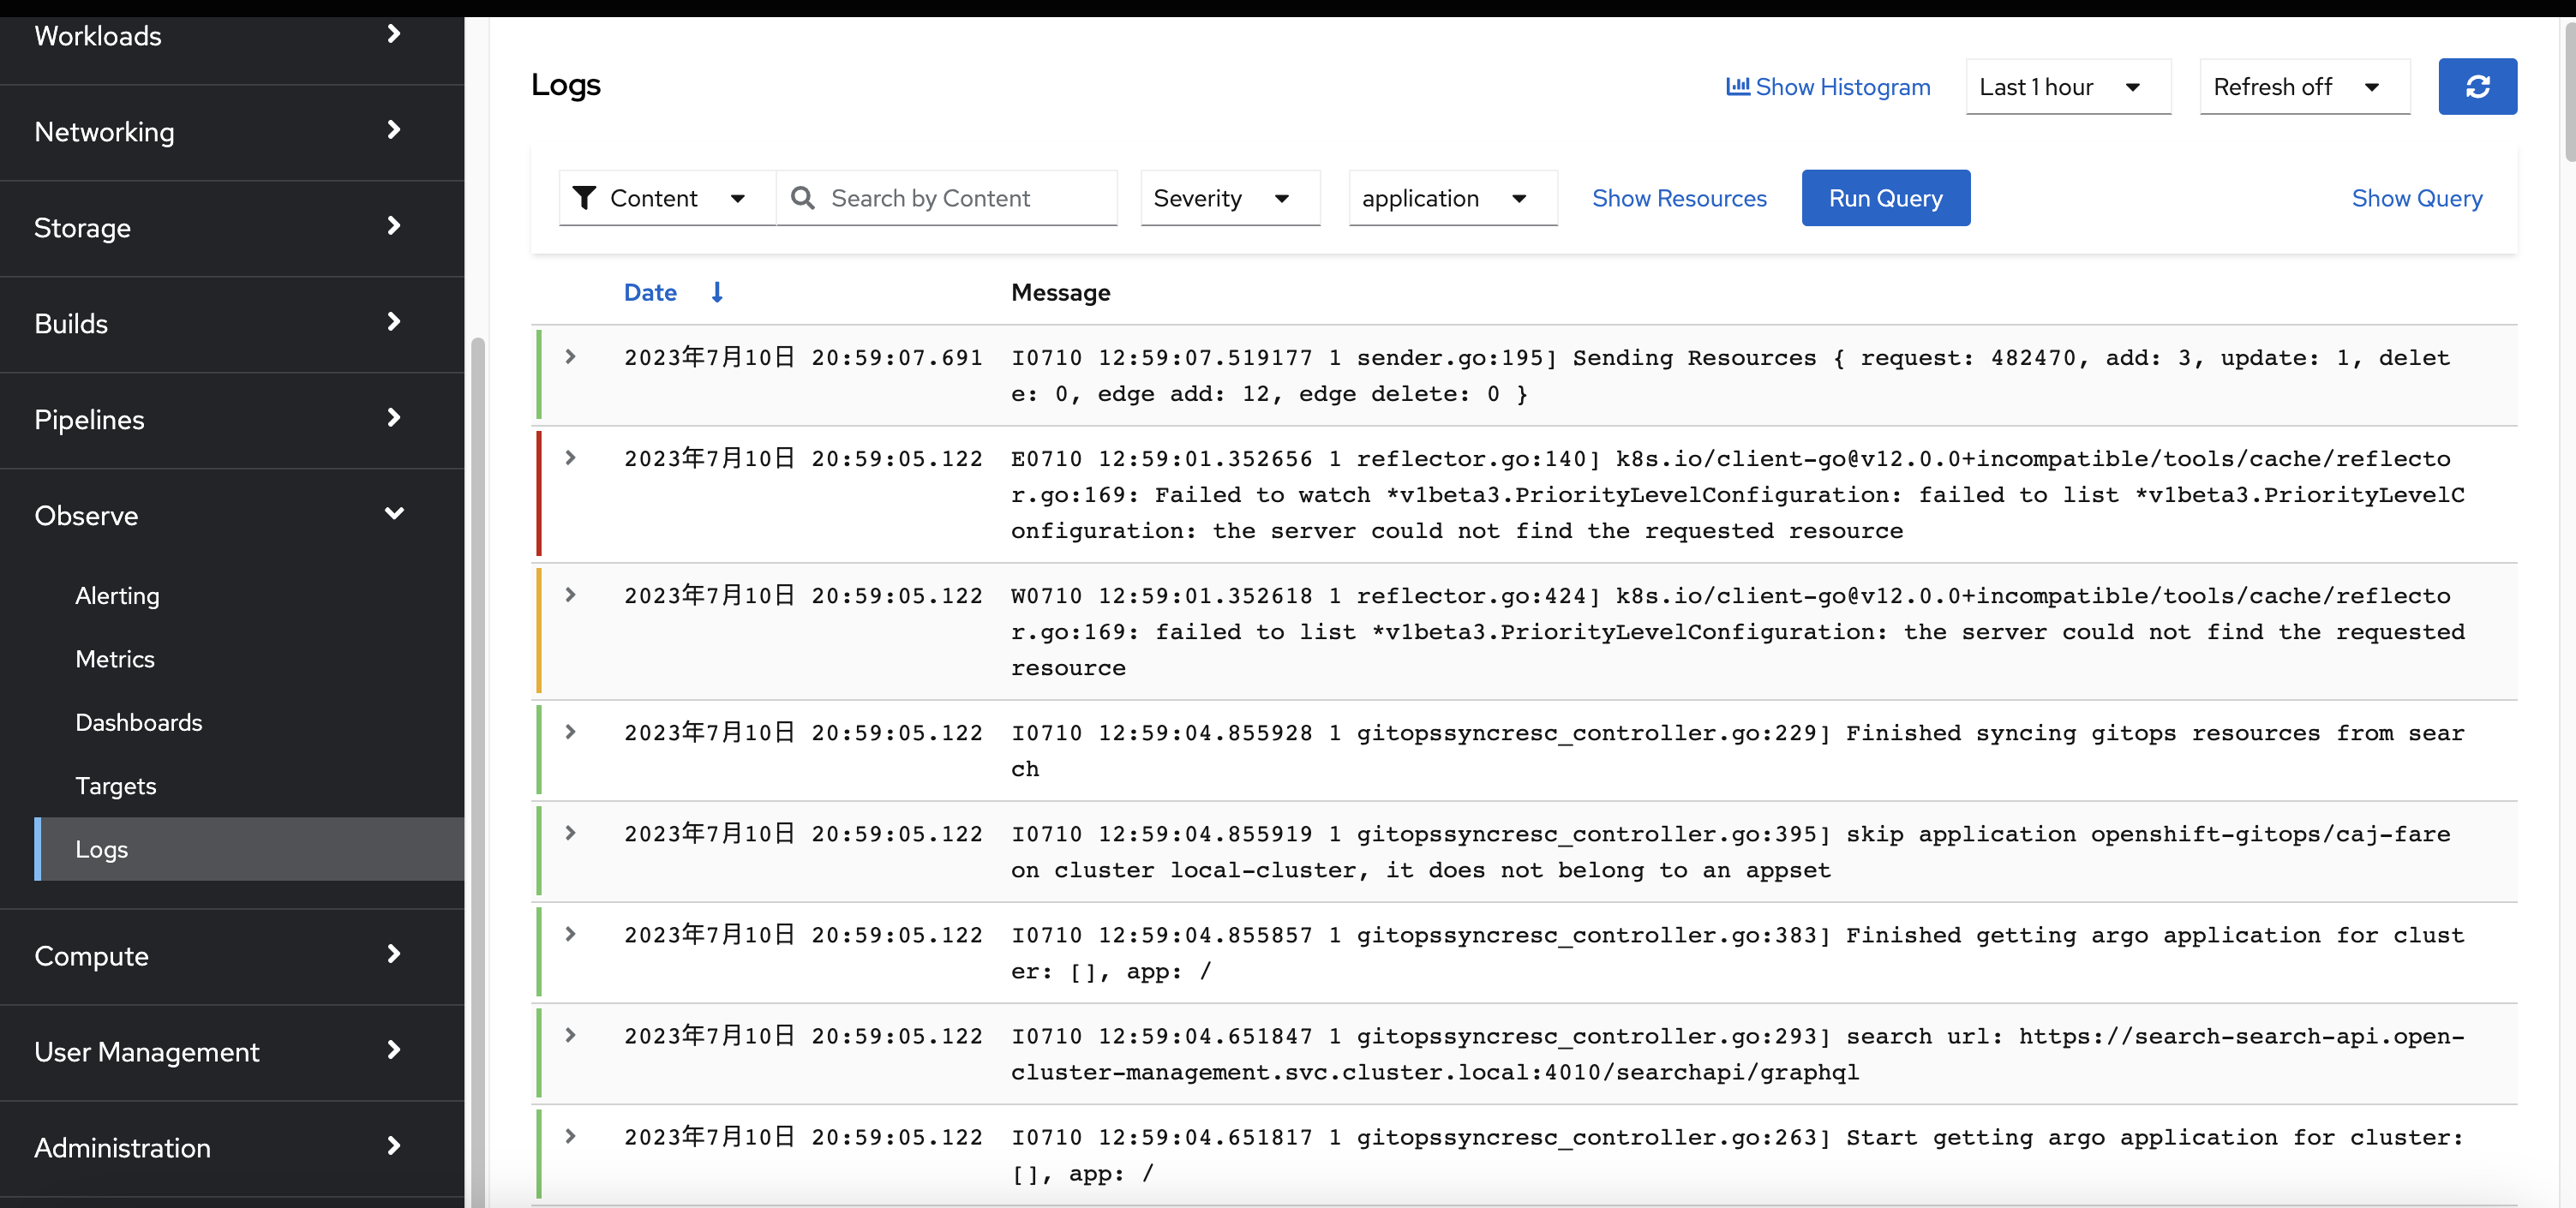 Workloads
Networking
Storage
Builds
Pipelines
Observe
Alerting
Metrics
Dashboards
Targets
Logs
Compute
User Management
Administration
Logs
Show Histogram
Last 1 hour
Refresh off
Content
Search by Content
Severity
application
Show Resources
Run Query
Show Query
Date
Message
2023年7月10日 20:59:07.691 I0710 12:59:07.519177 1 sender.go:195] Sending Resources { request: 482470, add: 3, update: 1, delet
e: 0, edge add: 12, edge delete: 0 }
2023年7月10日 20:59:05.122 E0710 12:59:01.352656 1 reflector.go:140] k8s.io/client-go@v12.0.0+incompatible/tools/cache/reflecto
r.go:169: Failed to watch *v1beta3.PriorityLevelConfiguration: failed to list *v1beta3.PriorityLevelC
onfiguration: the server could not find the requested resource
2023年7月10日 20:59:05.122 W0710 12:59:01.352618 1 reflector.go:424] k8s.io/client-go@v12.0.0+incompatible/tools/cache/reflecto
r.go:169: failed to list *v1beta3.PriorityLevelConfiguration: the server could not find the requested
resource
2023年7月10日 20:59:05.122 I0710 12:59:04.855928 1 gitopssyncresc_controller.go:229] Finished syncing gitops resources from sear
ch
2023年7月10日 20:59:05.122 I0710 12:59:04.855919 1 gitopssyncresc_controller.go:395] skip application openshift-gitops/caj-fare
on cluster local-cluster, it does not belong to an appset
2023年7月10日 20:59:05.122 I0710 12:59:04.855857 1 gitopssyncresc_controller.go:383] Finished getting argo application for clust
er: [], app: /
2023年7月10日 20:59:05.122 I0710 12:59:04.651847 1 gitopssyncresc_controller.go:293] search url: https://search-search-api.open-
cluster-management.svc.cluster.local:4010/searchapi/graphql
2023年7月10日 20:59:05.122 I0710 12:59:04.651817 1 gitopssyncresc_controller.go:263] Start getting argo application for cluster:
[], app: /